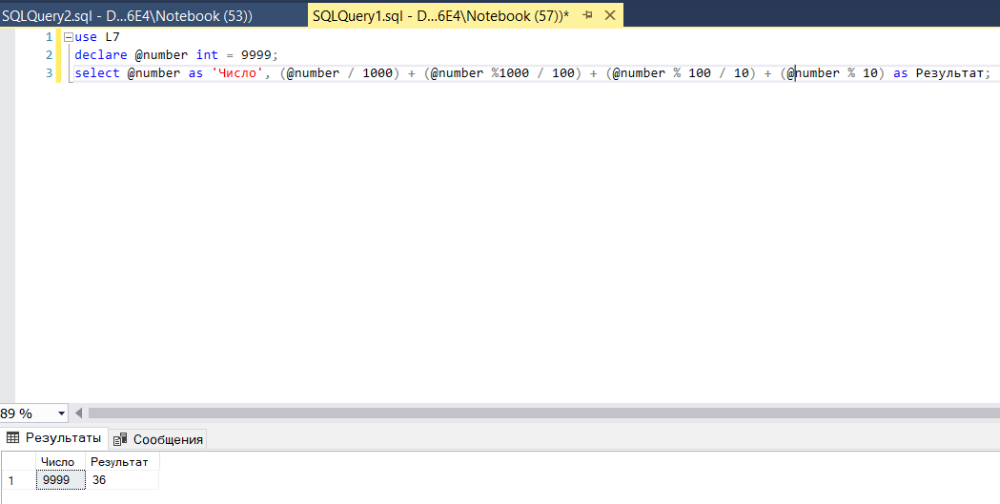 SQLQuery2.sql - D...6E4\Notebook (53)) SQLQuery1.sql - D...6E4\Notebook (57))*
1 use L7
2 declare @number int = 9999;
3 select @number as 'Число', (@number / 1000) + (@number %1000 / 100) + (@number % 100 / 10) + (@number % 10) as Результат;
89 %
Результаты Сообщения
Число Результат
1 9999 36